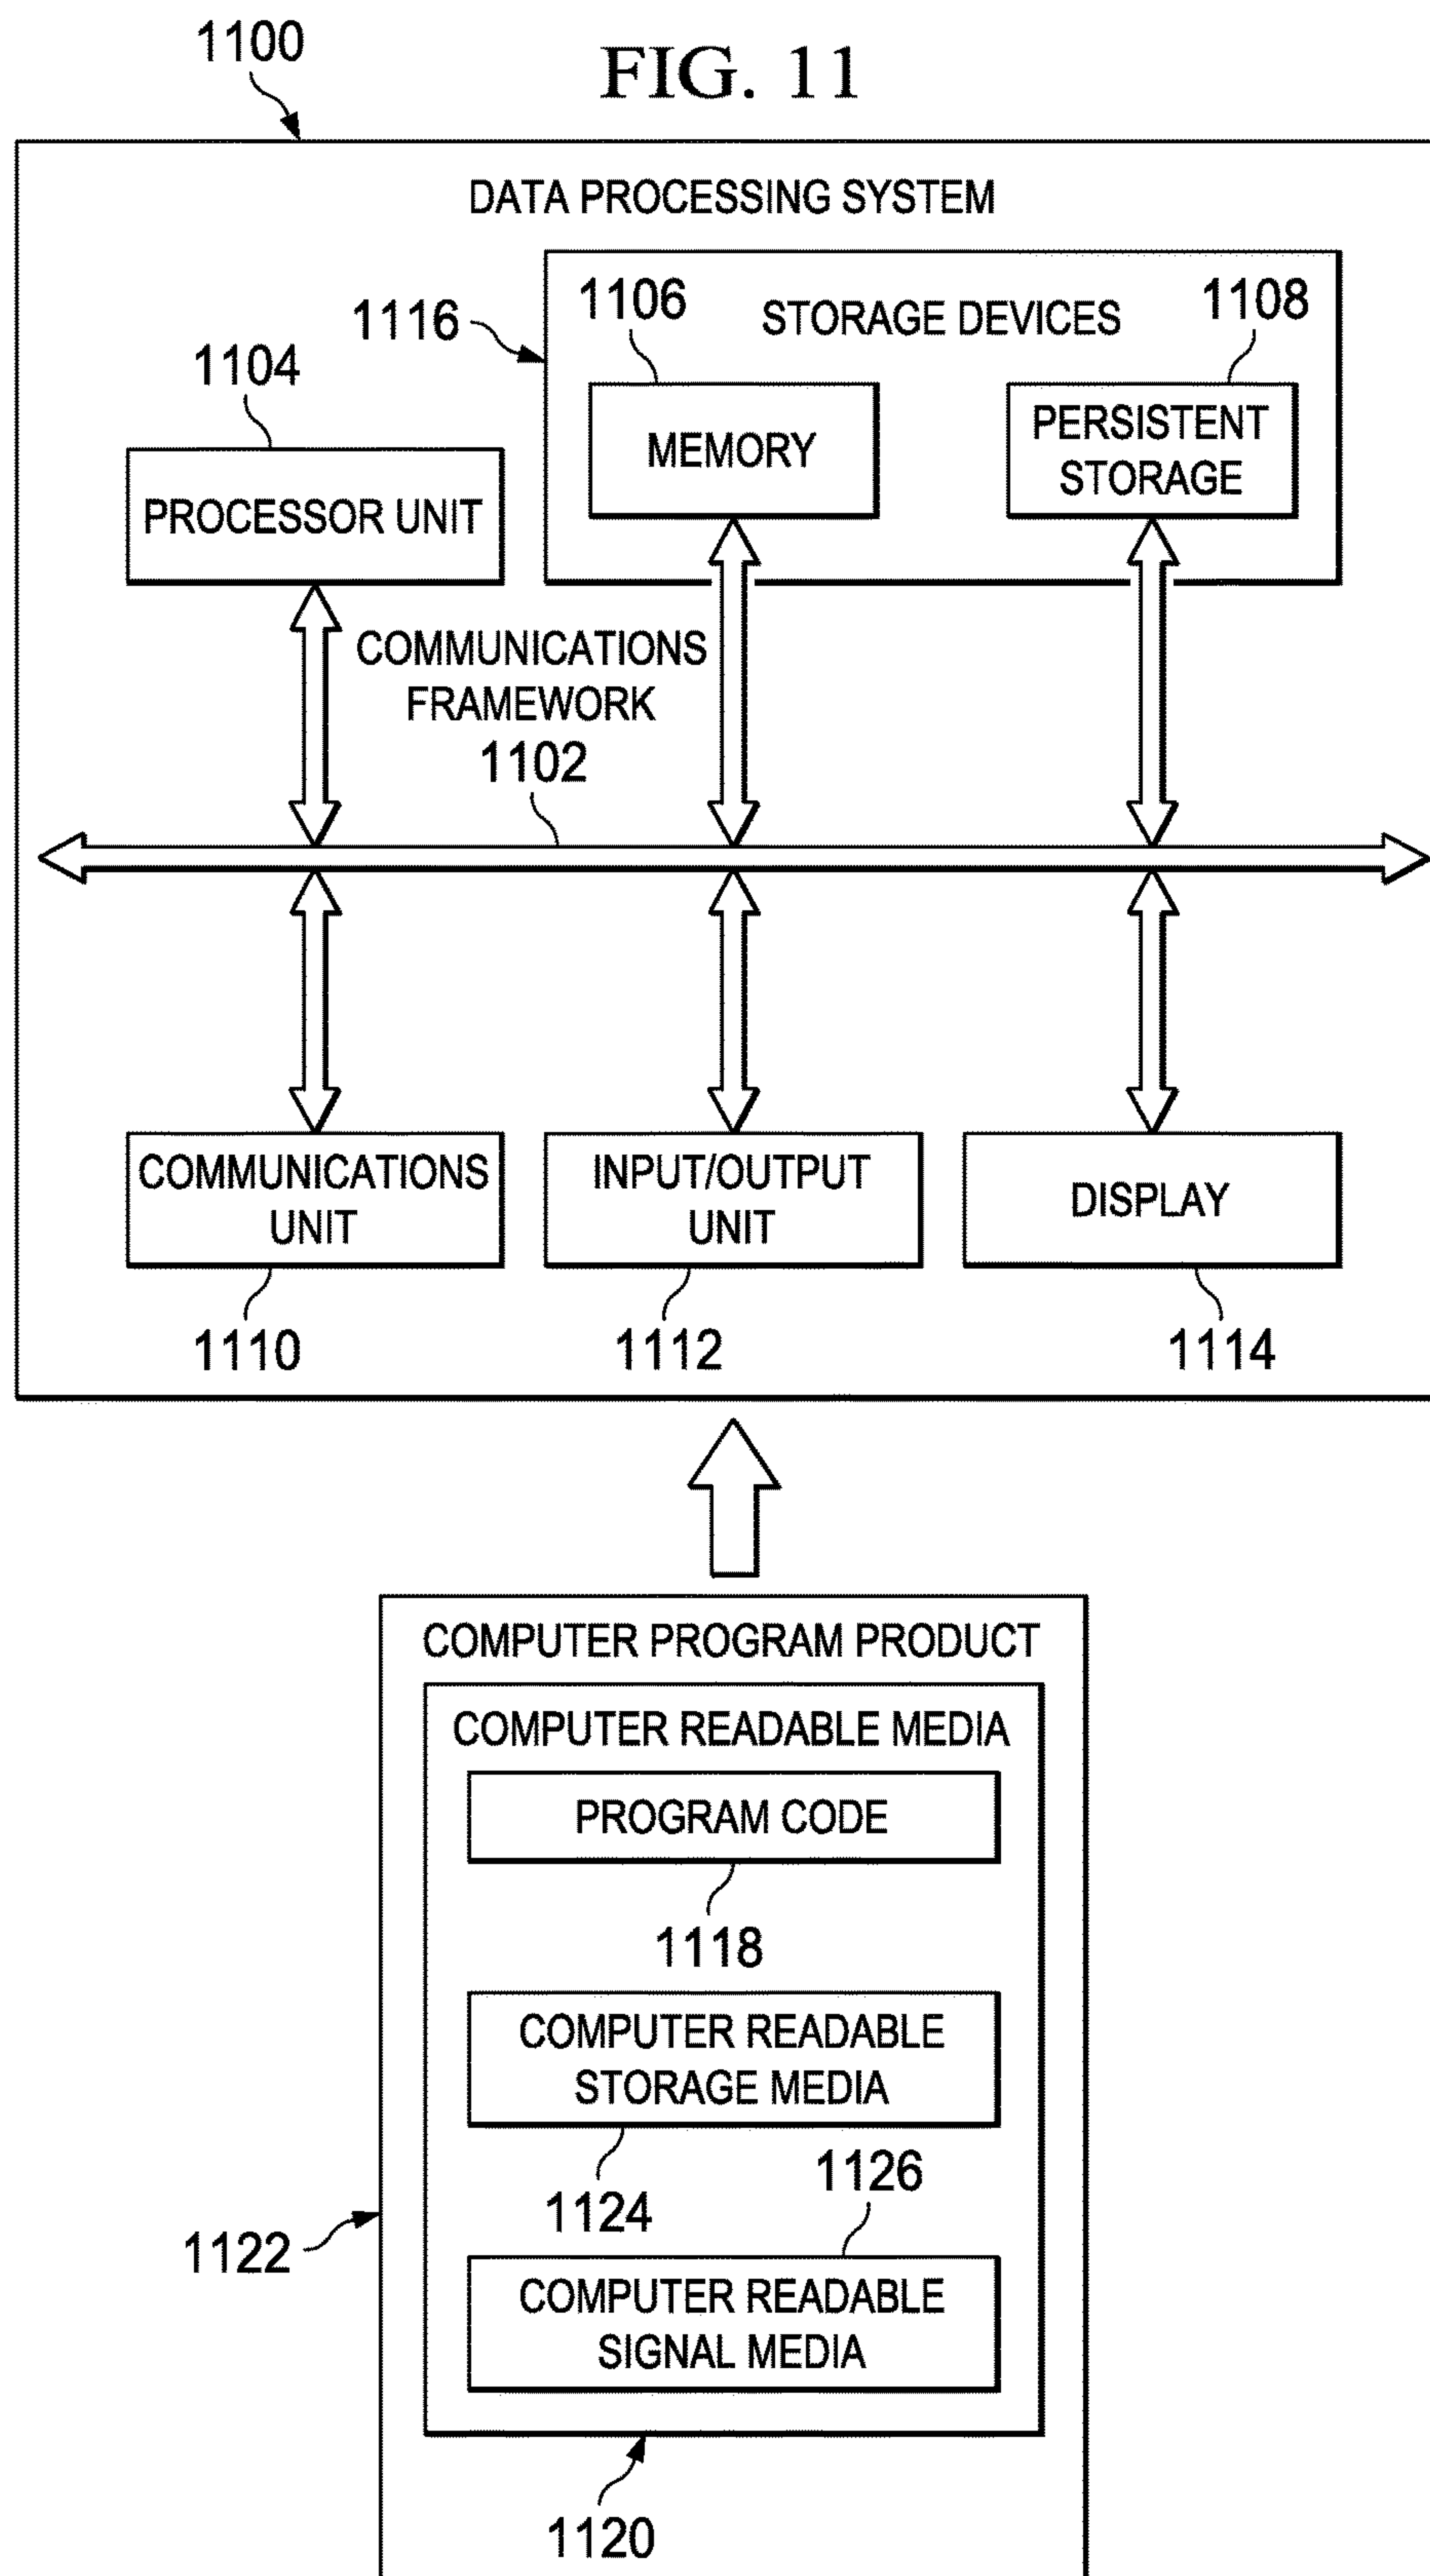 1100
FIG. 11
DATA PROCESSING SYSTEM
1116
1106
STORAGE DEVICES
1108
1104
MEMORY
PERSISTENT
STORAGE
PROCESSOR UNIT
COMMUNICATIONS
FRAMEWORK
1102
COMMUNICATIONS
UNIT
INPUT/OUTPUT
UNIT
DISPLAY
1110
1112
1114
COMPUTER PROGRAM PRODUCT
COMPUTER READABLE MEDIA
PROGRAM CODE
1118
COMPUTER READABLE
STORAGE MEDIA
1124
1126
1122
COMPUTER READABLE
SIGNAL MEDIA
1120